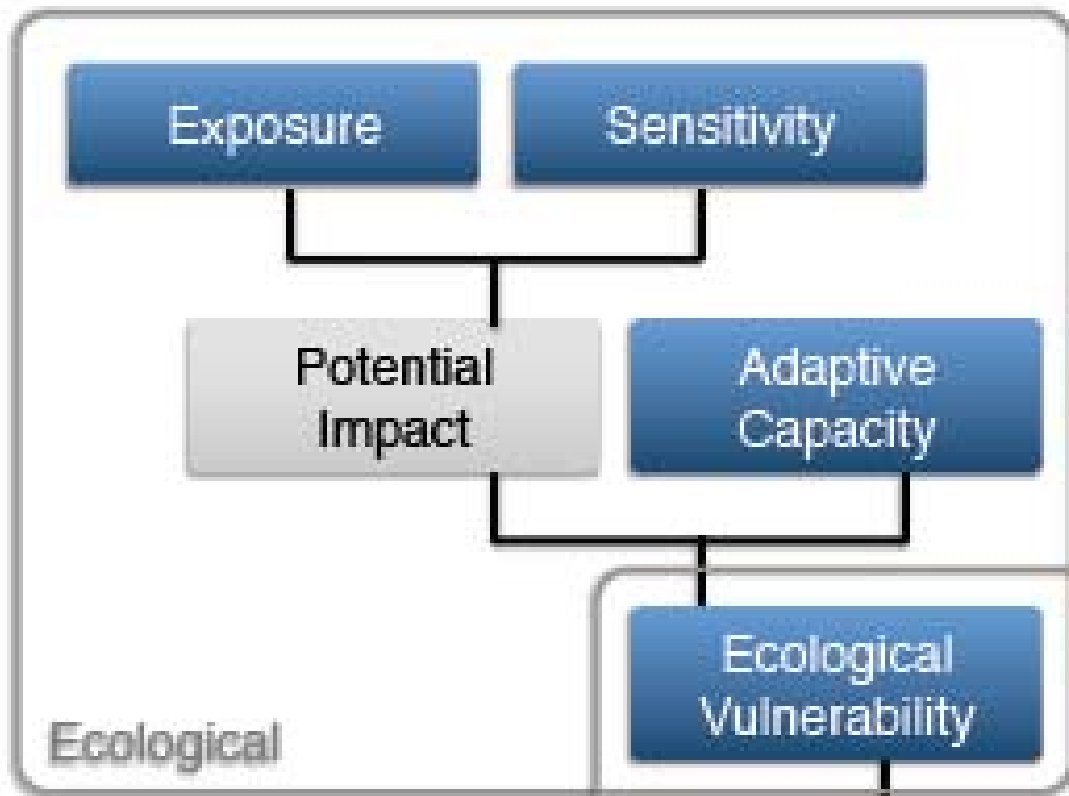 Exposure
Sensitivity
Potential
Impact
Adaptive
Capacity
Ecological
Vulnerability
Ecological